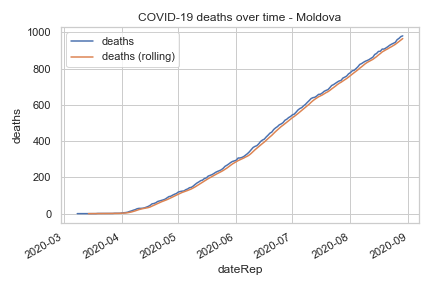 COVID-19 deaths over time - Moldova
deaths
deaths (rolling)
1000
800
600
400
200
0
deaths
2020-03
2020-04
2020-05
2020-06
2020-07
2020-08
2020-09
dateRep